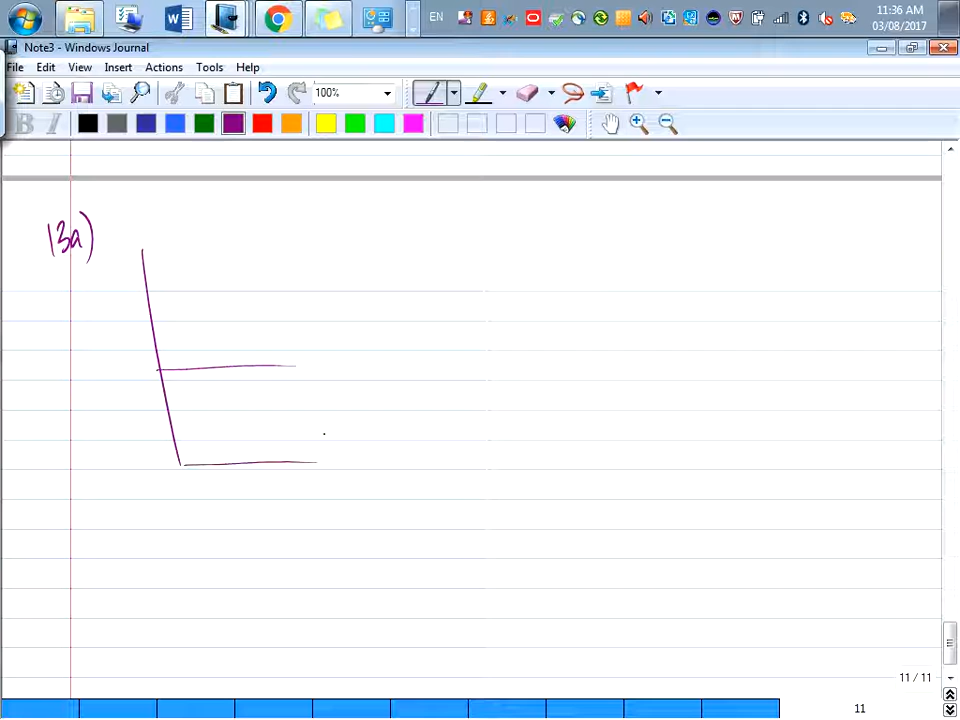 EN
11:36 AM
03/08/2017
Note3 - Windows Journal
File Edit View Insert Actions Tools Help
100%
B I
13a)
11 / 11
11